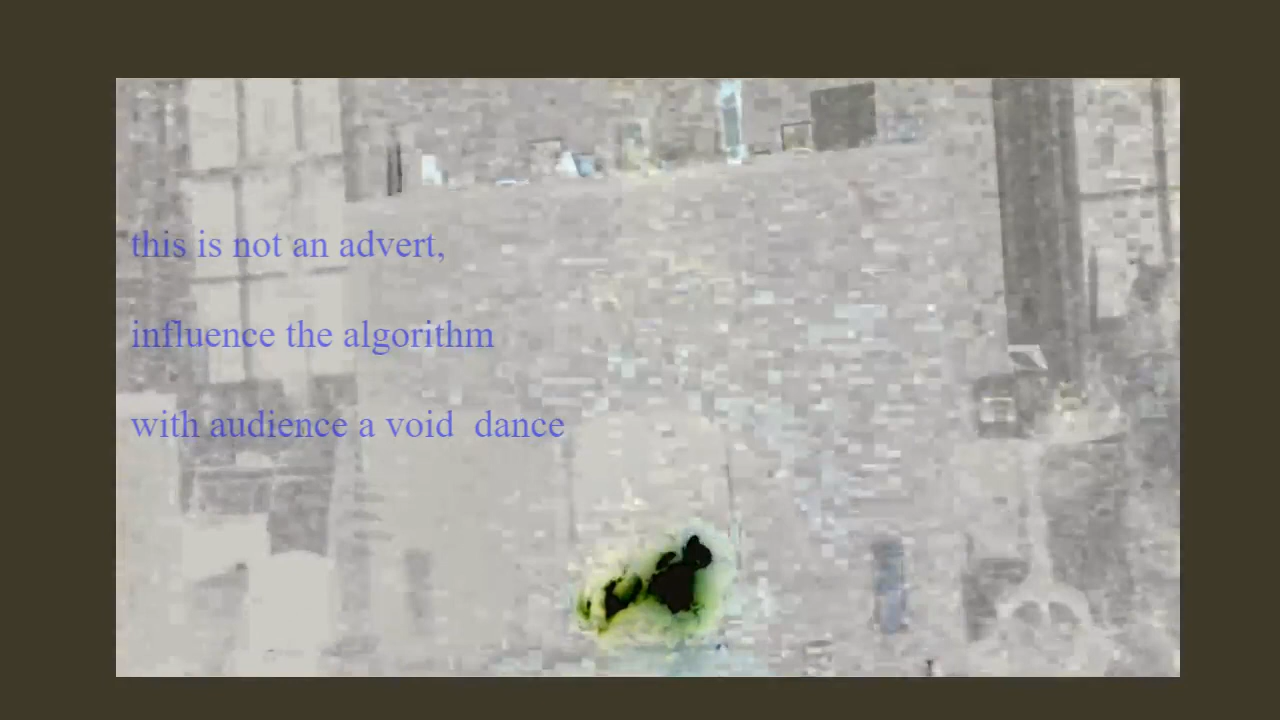 this is not an advert,
influence the algorithm
with audience a void  dance